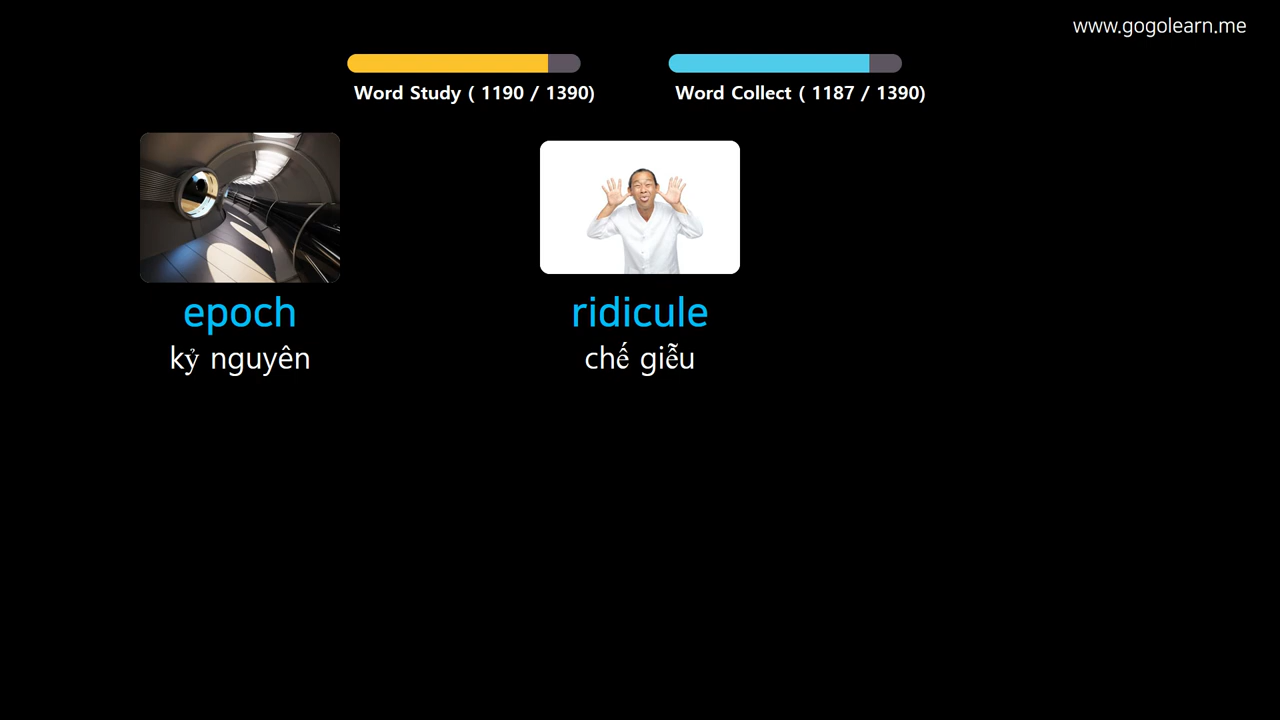 www.gogolearn.me
Word Study ( 1190 / 1390)
Word Collect ( 1187 / 1390)
epoch
kỷ nguyên
ridicule
chế giễu